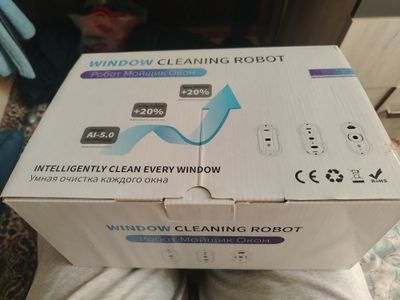 WINDOW CLEANING ROBOT
Робот Мойщик Окон
+20%
+20%
AI-5.0
INTELLIGENTLY CLEAN EVERY WINDOW
Умная очистка каждого окна
CE
RoHS
WINDOW CLEANING ROBOT
Робот Мойщик Окон